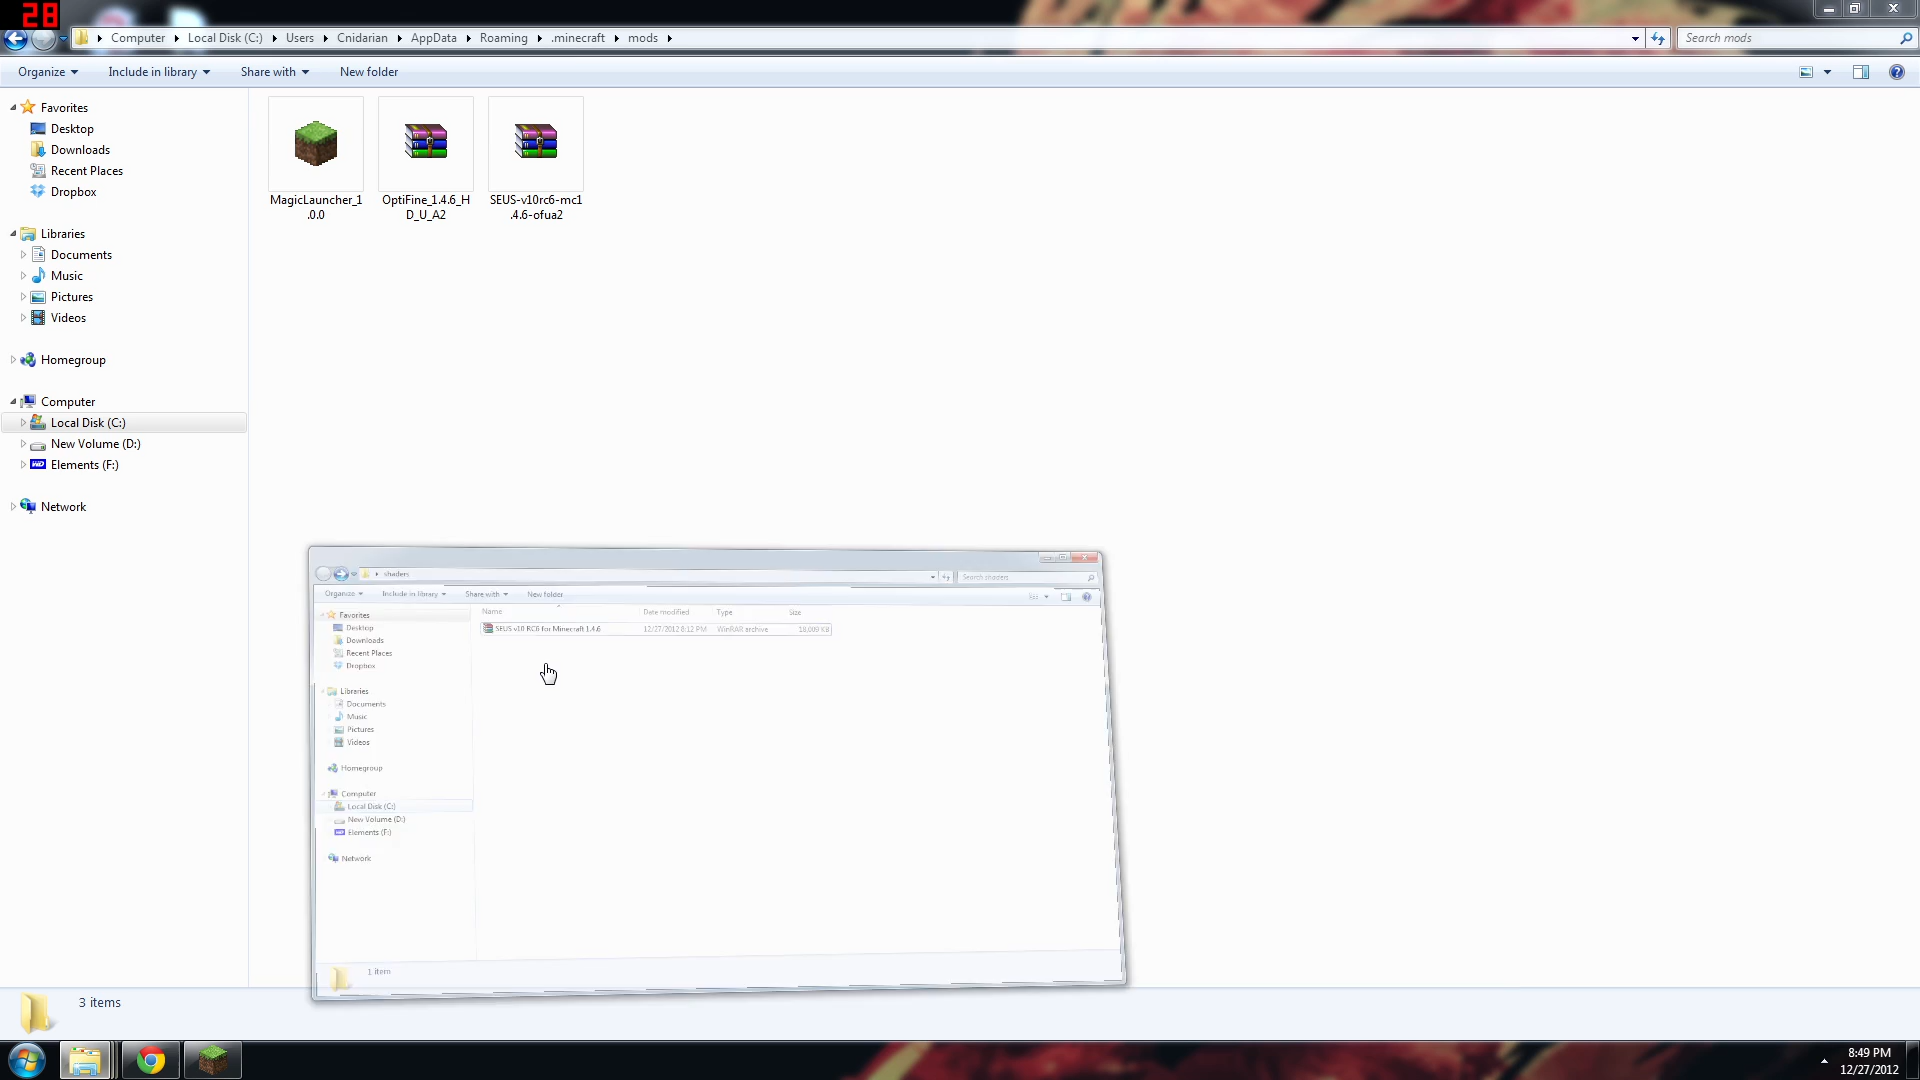 28
Computer Local Disk (C:) Users Cnidarian AppData Roaming .minecraft mods
Search mods
Organize Include in library Share with New folder
Favorites
Desktop
Downloads
Recent Places
Dropbox
Libraries
Documents
Music
Pictures
Videos
Homegroup
Computer
Local Disk (C:)
New Volume (D:)
Elements (F:)
Network
MagicLauncher_1
.0.0
OptiFine_1.4.6_H
D_U_A2
SEUS-v10rc6-mc1
.4.6-ofua2
shaders
Search shaders
Organize Include in library Share with New folder
Name Date modified Type Size
SEUS v10 RC6 for Minecraft 1.4.6 12/27/2012 8:12 PM WinRAR archive 18,009 KB
Favorites
Desktop
Downloads
Recent Places
Dropbox
Libraries
Documents
Music
Pictures
Videos
Homegroup
Computer
Local Disk (C:)
New Volume (D:)
Elements (F:)
Network
1 item
3 items
WD
8:49 PM
12/27/2012